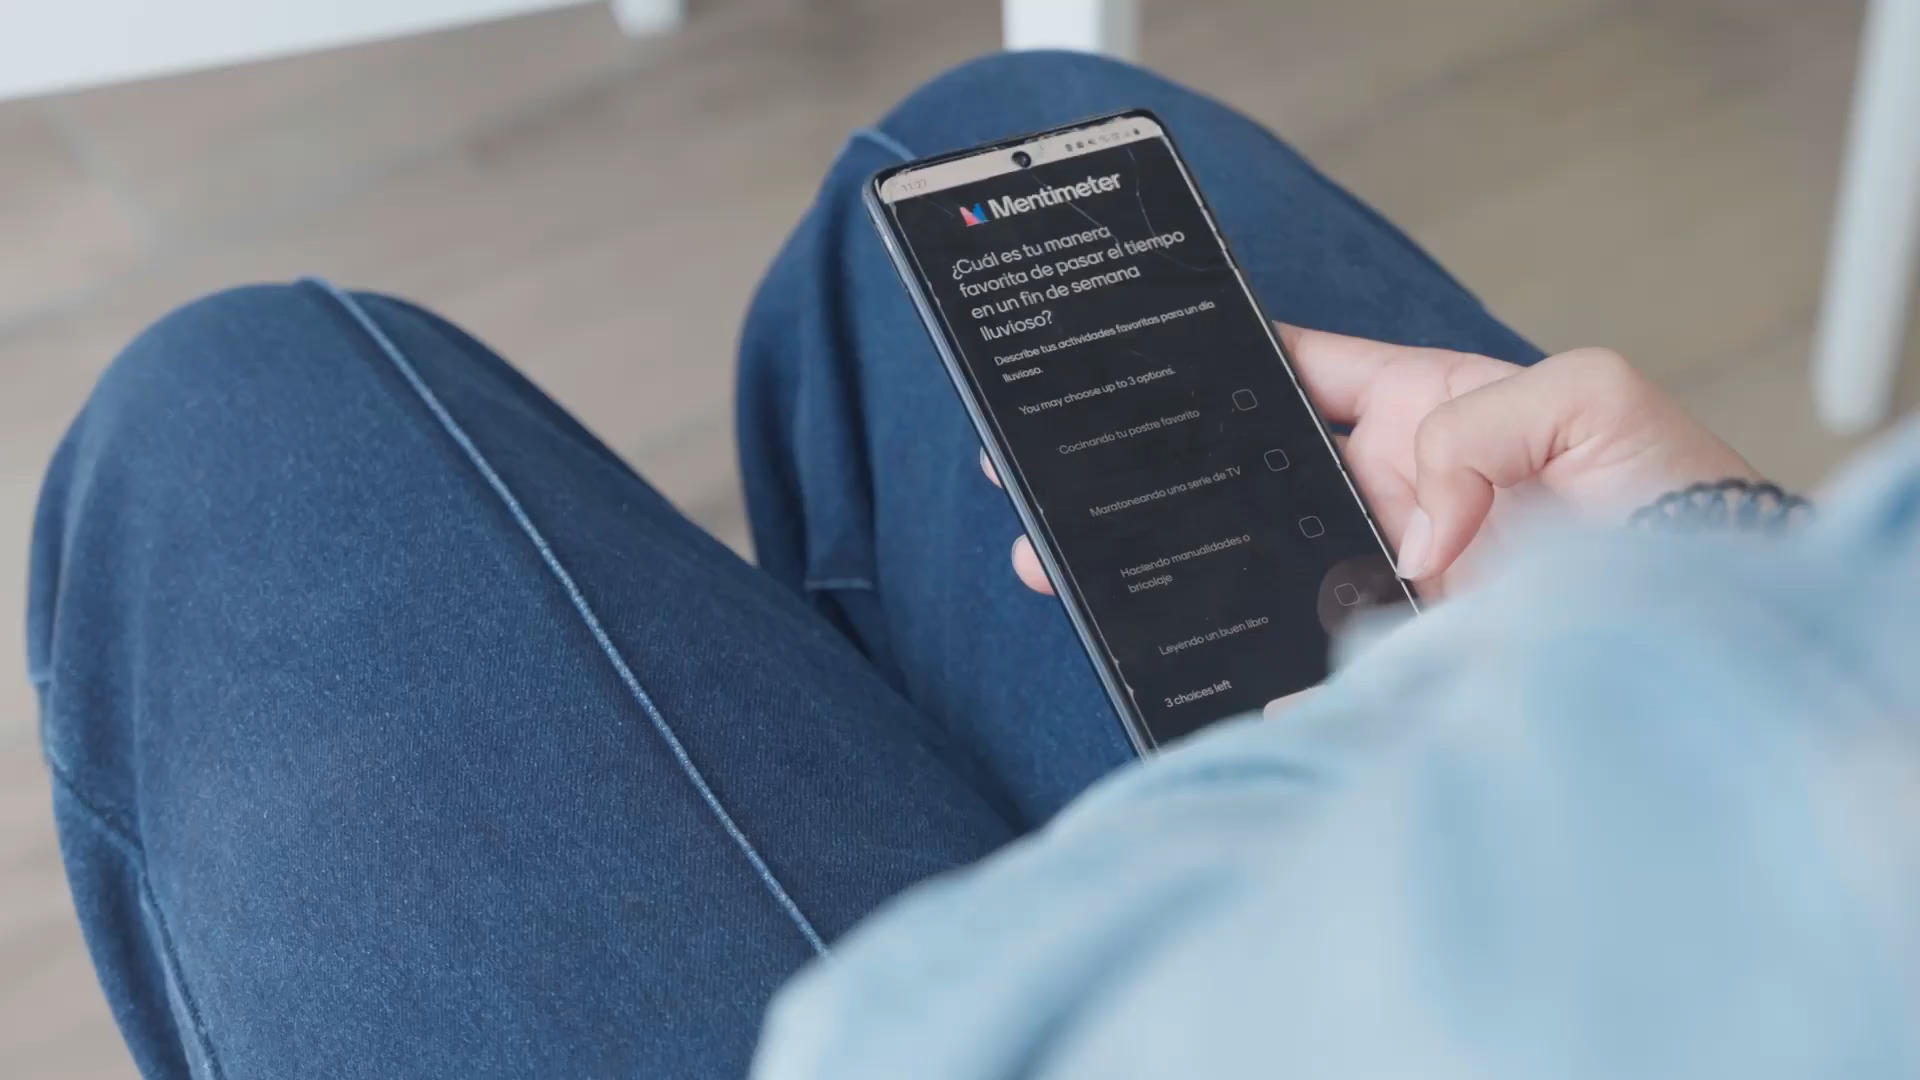 11:27
Mentimeter
¿Cuál es tu manera
favorita de pasar el tiempo
en un fin de semana
lluvioso?
Describe tus actividades favoritas para un día
lluvioso.
You may choose up to 3 options.
Cocinando tu postre favorito
Maratoneando una serie de TV
Haciendo manualidades o
bricolaje
Leyendo un buen libro
3 choices left